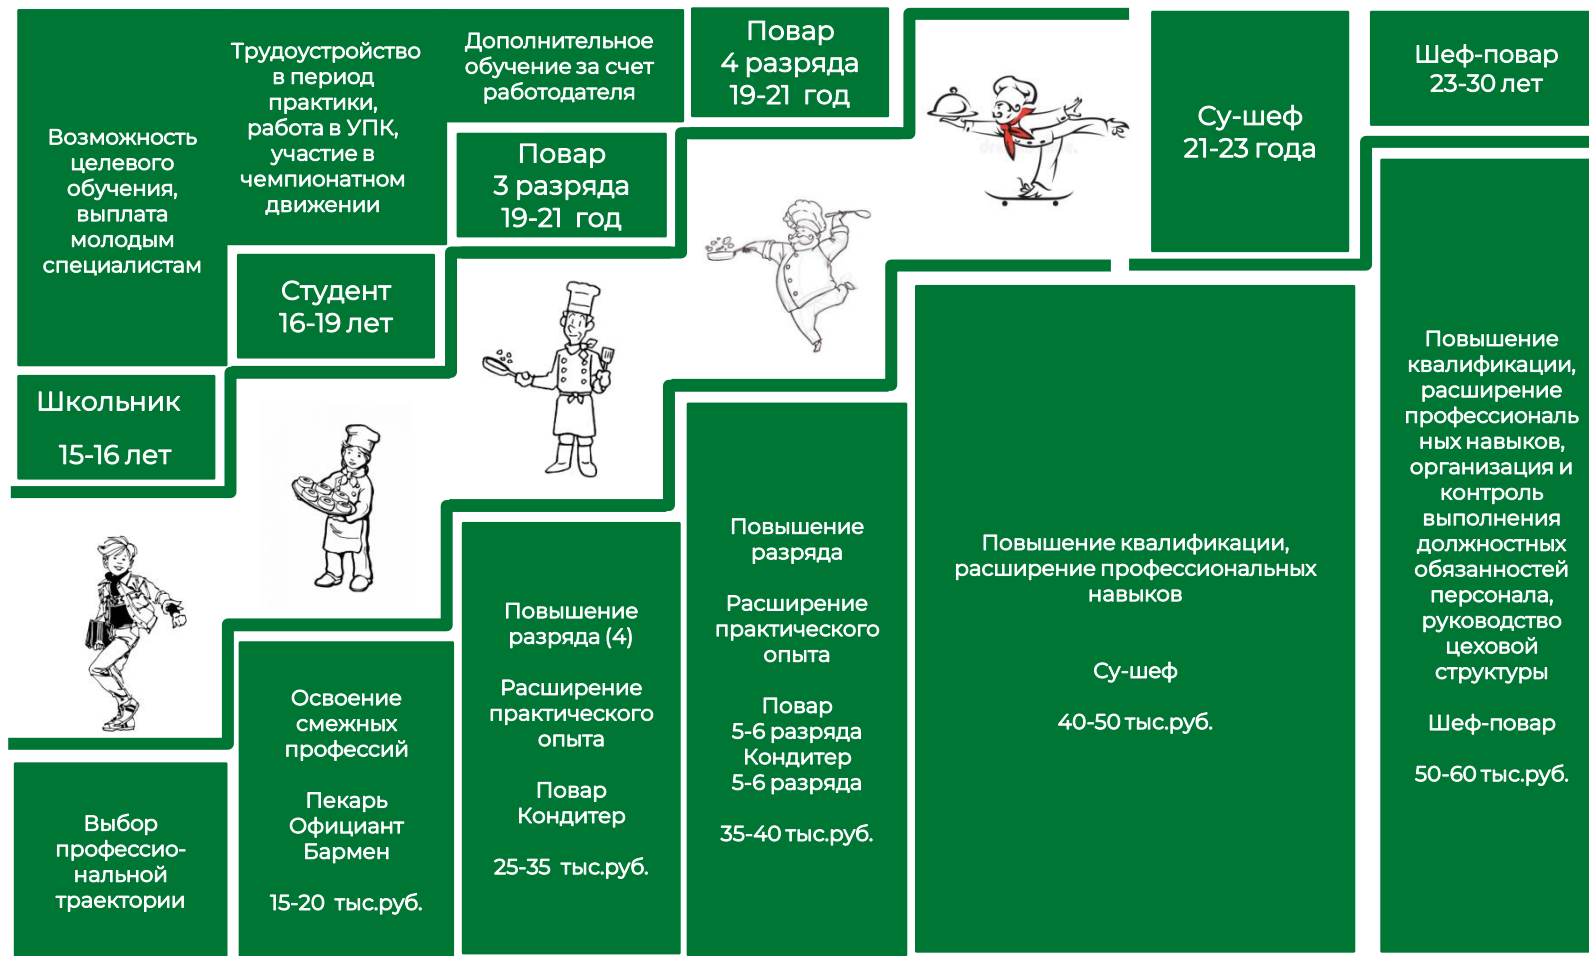 Возможность
целевого
обучения,
выплата
молодым
специалистам
Школьник
15-16 лет
Трудоустройство
в период
практики,
работа в УПК,
участие в
чемпионатном
движении
Студент
16-19 лет
Дополнительное
обучение за счет
работодателя
Повар
3 разряда
19-21 год
Повар
4 разряда
19-21 год
Су-шеф
21-23 года
Шеф-повар
23-30 лет
Выбор
профессио-
нальной
траектории
Освоение
смежных
профессий
Пекарь
Официант
Бармен
15-20 тыс.руб.
Повышение
разряда (4)
Расширение
практического
опыта
Повар
Кондитер
25-35 тыс.руб.
Повышение
разряда
Расширение
практического
опыта
Повар
5-6 разряда
Кондитер
5-6 разряда
35-40 тыс.руб.
Повышение квалификации,
расширение профессиональных
навыков
Су-шеф
40-50 тыс.руб.
Повышение
квалификации,
расширение
профессиональ
ных навыков,
организация и
контроль
выполнения
должностных
обязанностей
персонала,
руководство
цеховой
структуры
Шеф-повар
50-60 тыс.руб.